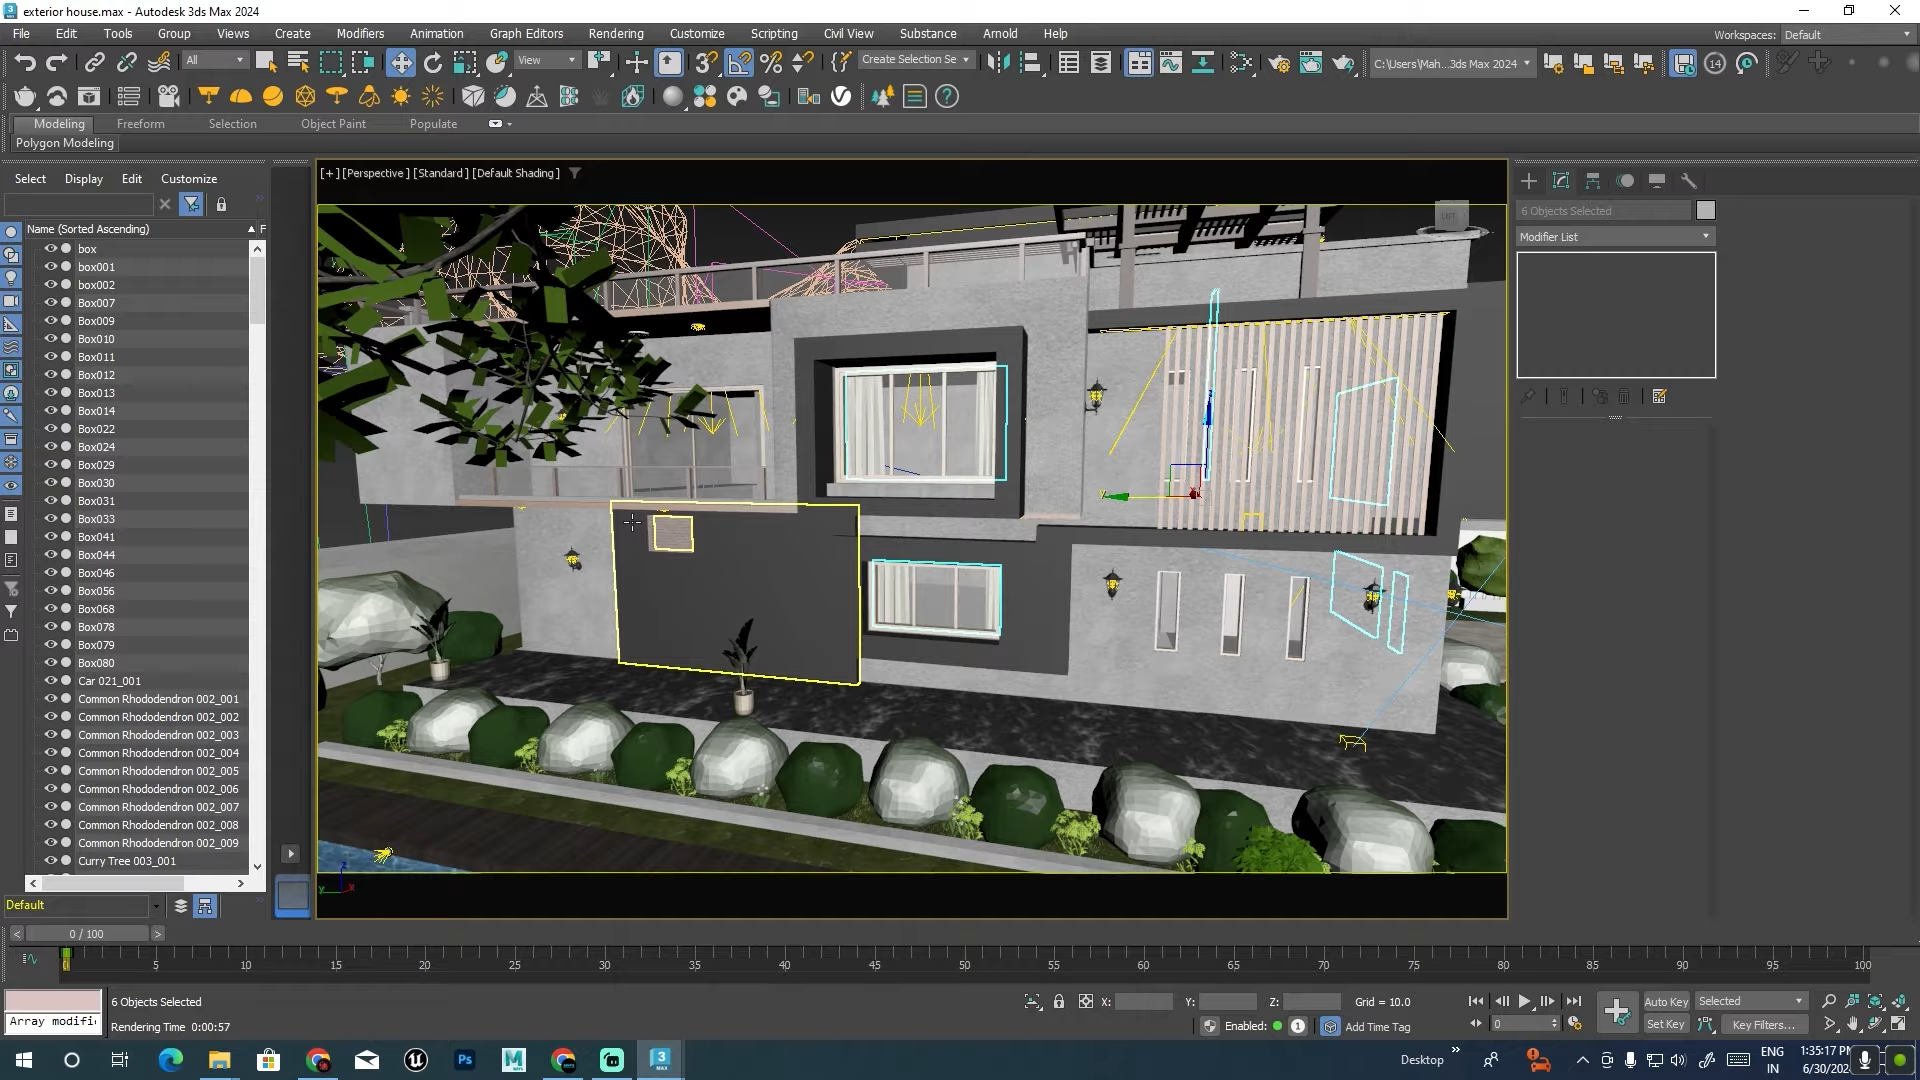 exterior house.max - Autodesk 3ds Max 2024
File Edit Tools Group Views Create Modifiers Animation Graph Editors Rendering Customize Scripting Civil View Substance Arnold Help
Workspaces: Default
All View Create Selection Se C:\Users\Mah...3ds Max 2024 14
Modeling Freeform Selection Object Paint Populate
Polygon Modeling
Select Display Edit Customize
[+] [Perspective ] [Standard ] [Default Shading ]
Name (Sorted Ascending) F
box
box001
box002
Box007
Box009
Box010
Box011
Box012
Box013
Box014
Box022
Box024
Box029
Box030
Box031
Box033
Box041
Box044
Box046
Box056
Box068
Box078
Box079
Box080
Car 021_001
Common Rhododendron 002_001
Common Rhododendron 002_002
Common Rhododendron 002_003
Common Rhododendron 002_004
Common Rhododendron 002_005
Common Rhododendron 002_006
Common Rhododendron 002_007
Common Rhododendron 002_008
Common Rhododendron 002_009
Curry Tree 003_001
6 Objects Selected
Modifier List
Default
0 / 100
0 5 10 15 20 25 30 35 40 45 50 55 60 65 70 75 80 85 90 95 100
6 Objects Selected
Array modifi
Rendering Time 0:00:57
X: Y: Z: Grid = 10.0
Enabled: 1 Add Time Tag
0
Auto Key Selected
Set Key Key Filters...
Desktop
ENG
IN
1:35:17 PM
6/30/202